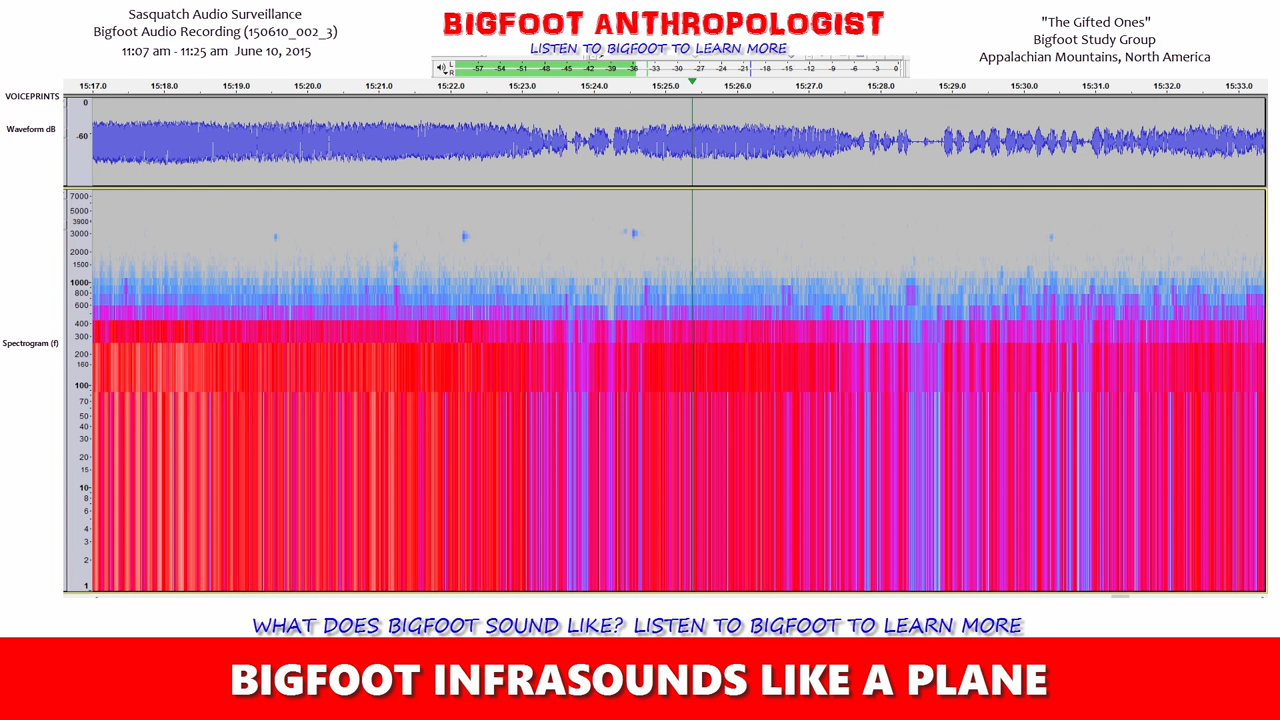 Sasquatch Audio Surveillance
Bigfoot Audio Recording (150610_002_3)
11:07 am - 11:25 am June 10, 2015
BIGFOOT ANTHROPOLOGIST
LISTEN TO BIGFOOT TO LEARN MORE
"The Gifted Ones"
Bigfoot Study Group
Appalachian Mountains, North America
L
R
-57 -54 -51 -48 -45 -42 -39 -36 -33 -30 -27 -24 -21 -18 -15 -12 -9 -6 -3 0
15:17.0 15:18.0 15:19.0 15:20.0 15:21.0 15:22.0 15:23.0 15:24.0 15:25.0 15:26.0 15:27.0 15:28.0 15:29.0 15:30.0 15:31.0 15:32.0 15:33.0
VOICEPRINTS
0
Waveform dB
-60
7000
5000
3900
3000
2000
1500
1000
800
600
400
300
Spectrogram (f)
200
160
100
70
50
40
30
20
15
10
8
6
4
3
2
1
WHAT DOES BIGFOOT SOUND LIKE? LISTEN TO BIGFOOT TO LEARN MORE
BIGFOOT INFRASOUNDS LIKE A PLANE